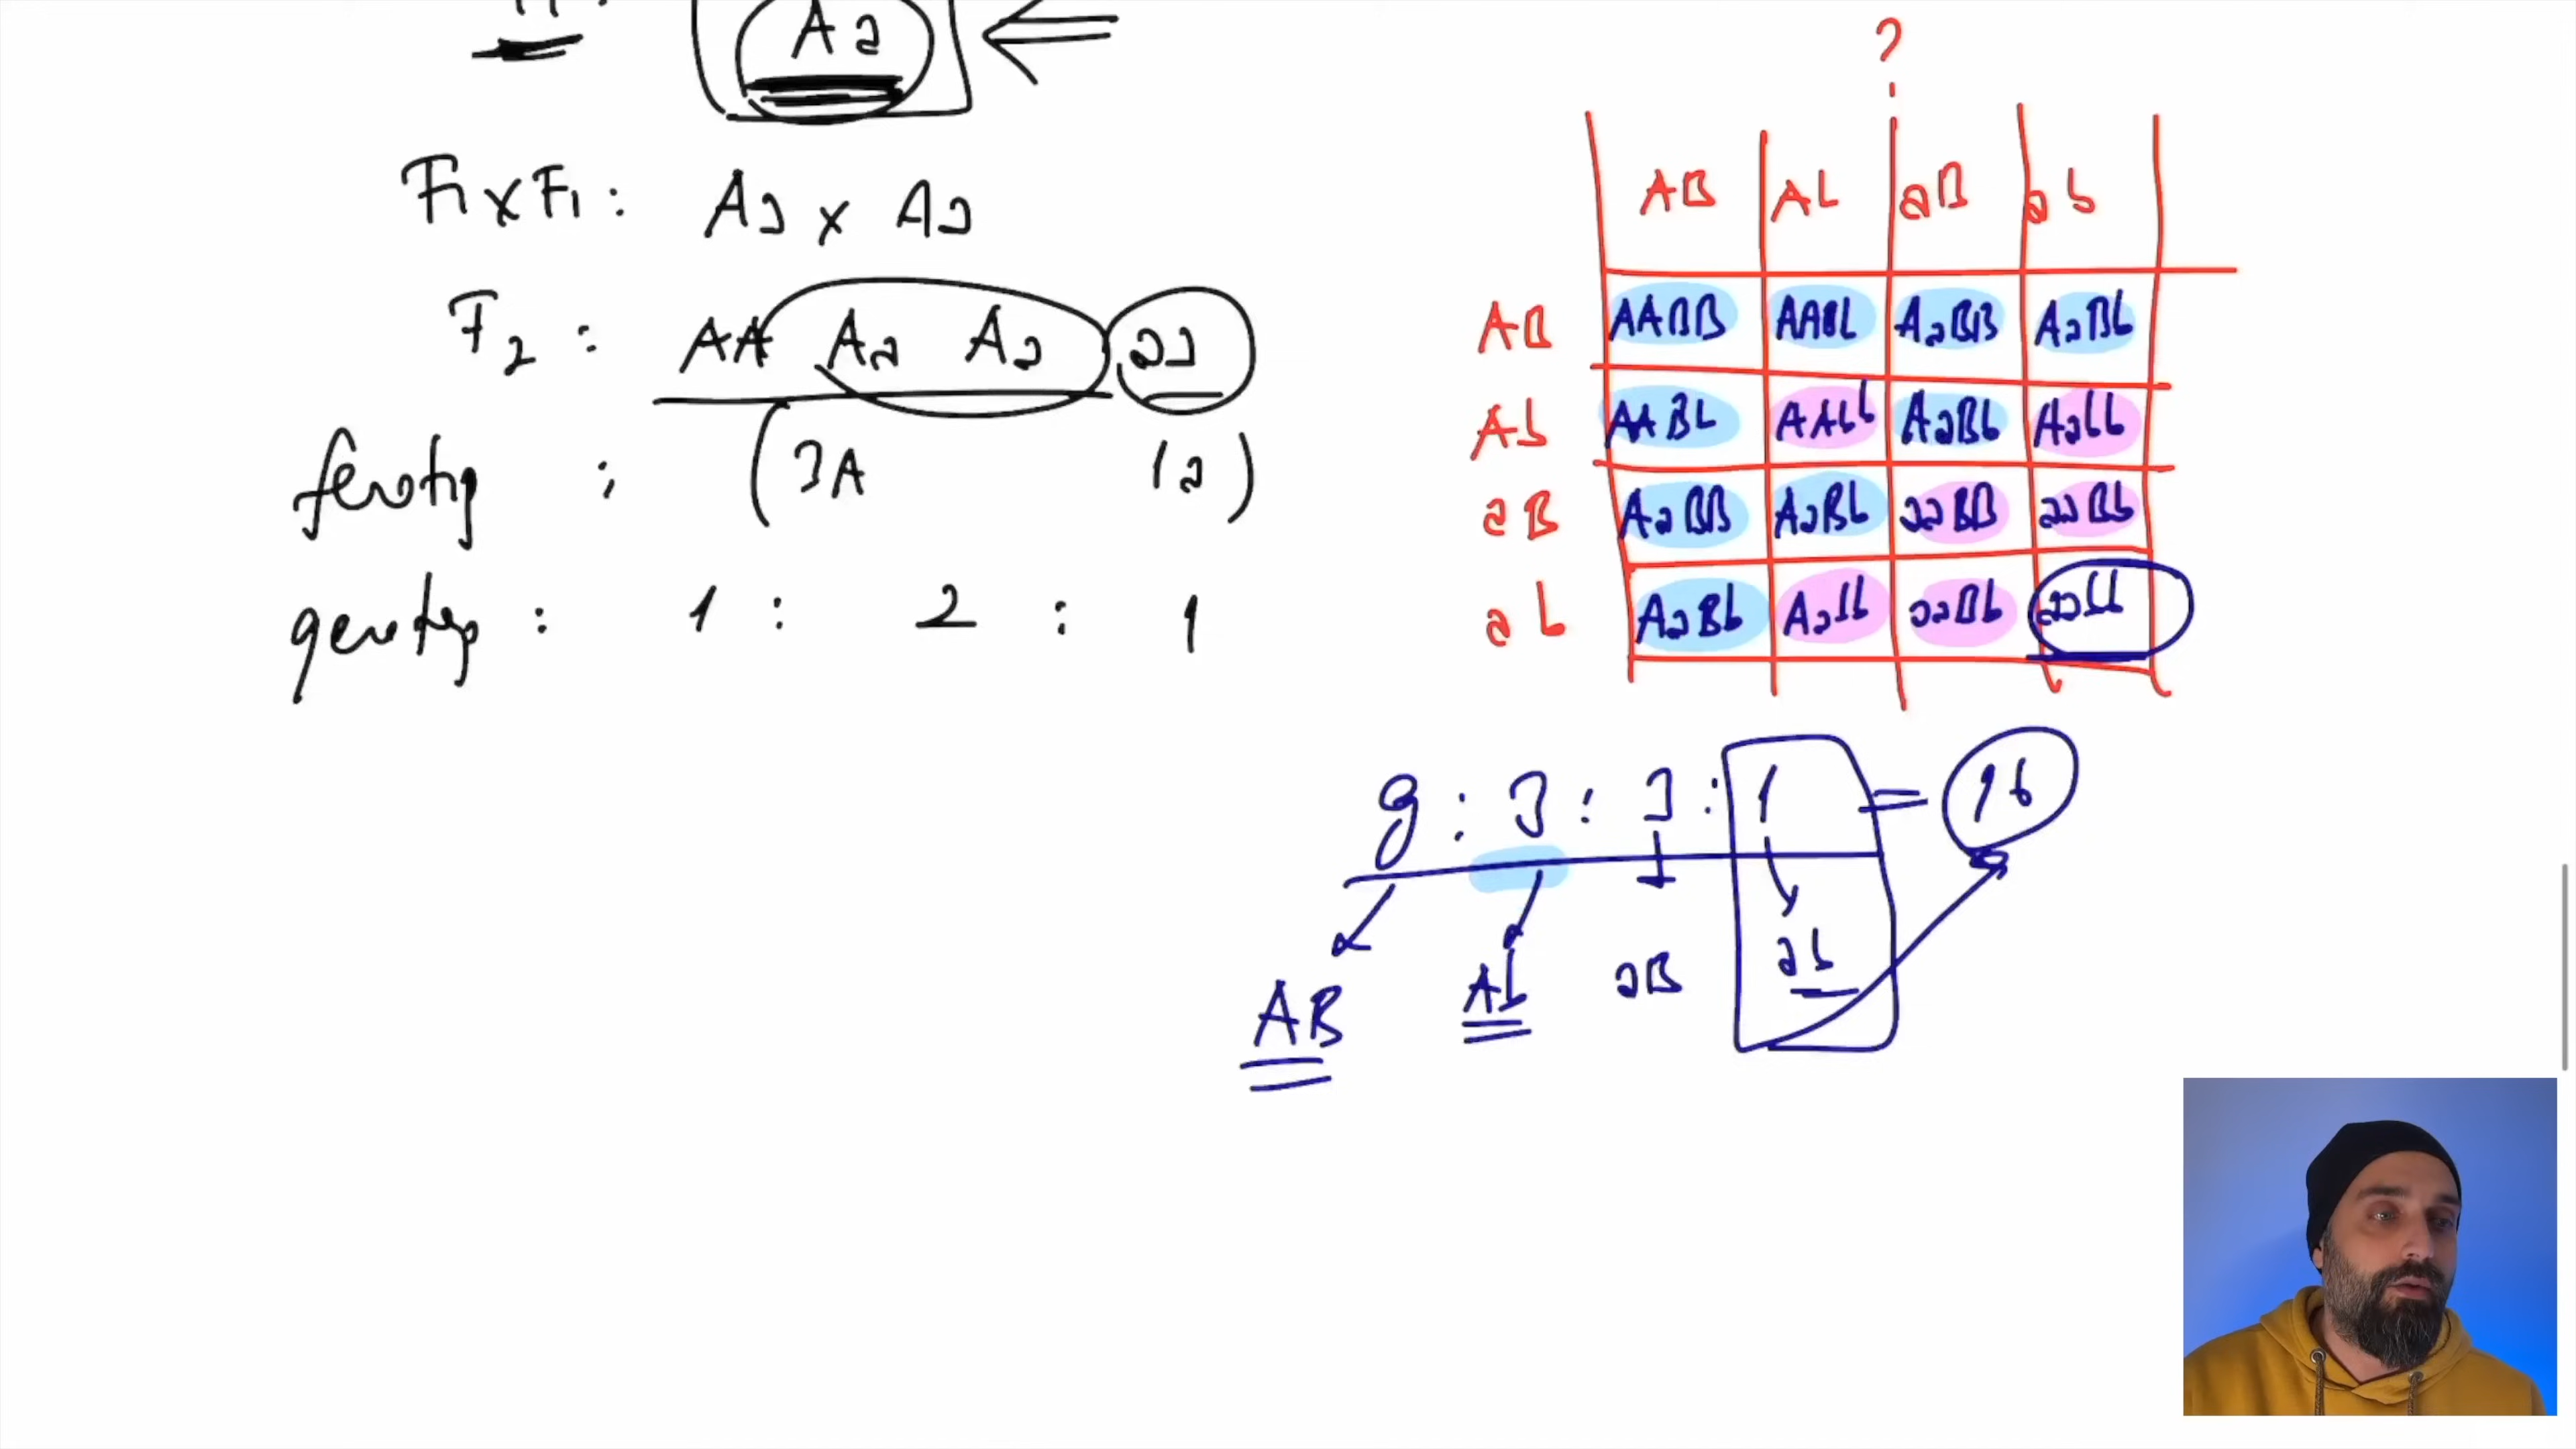 Aa
F1 x F1 : Aa x Aa
F2 : AA Aa Aa aa
fenotip : (3A 1a)
genotip : 1 : 2 : 1
?
AB Ab aB ab
AB AABB AABb AaBB AaBb
Ab AABb AAbb AaBb Aabb
aB AaBB AaBb aaBB aaBb
ab AaBb Aabb aaBb aabb
9 : 3 : 3 : 1 = 16
AB Ab aB ab